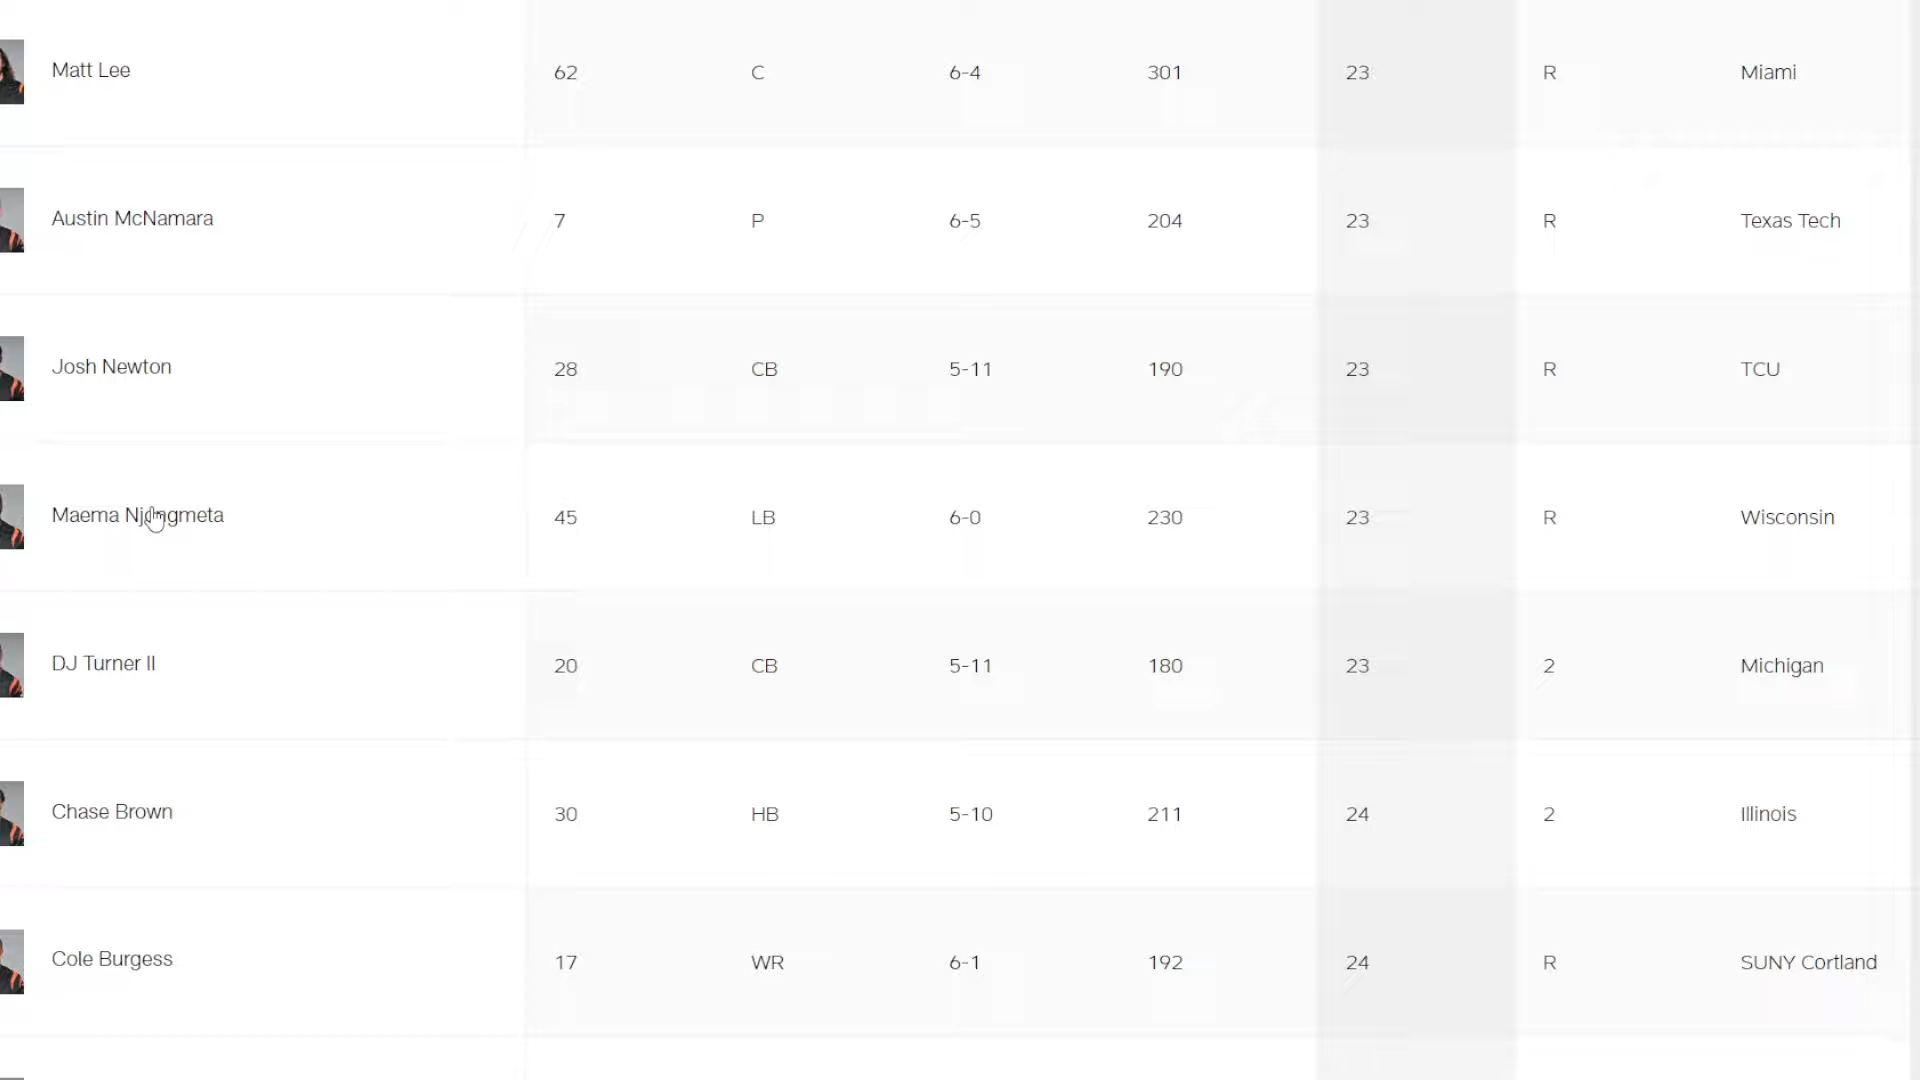 Matt Lee 62 C 6-4 301 23 R Miami
Austin McNamara 7 P 6-5 204 23 R Texas Tech
Josh Newton 28 CB 5-11 190 23 R TCU
Maema Njongmeta 45 LB 6-0 230 23 R Wisconsin
DJ Turner II 20 CB 5-11 180 23 2 Michigan
Chase Brown 30 HB 5-10 211 24 2 Illinois
Cole Burgess 17 WR 6-1 192 24 R SUNY Cortland